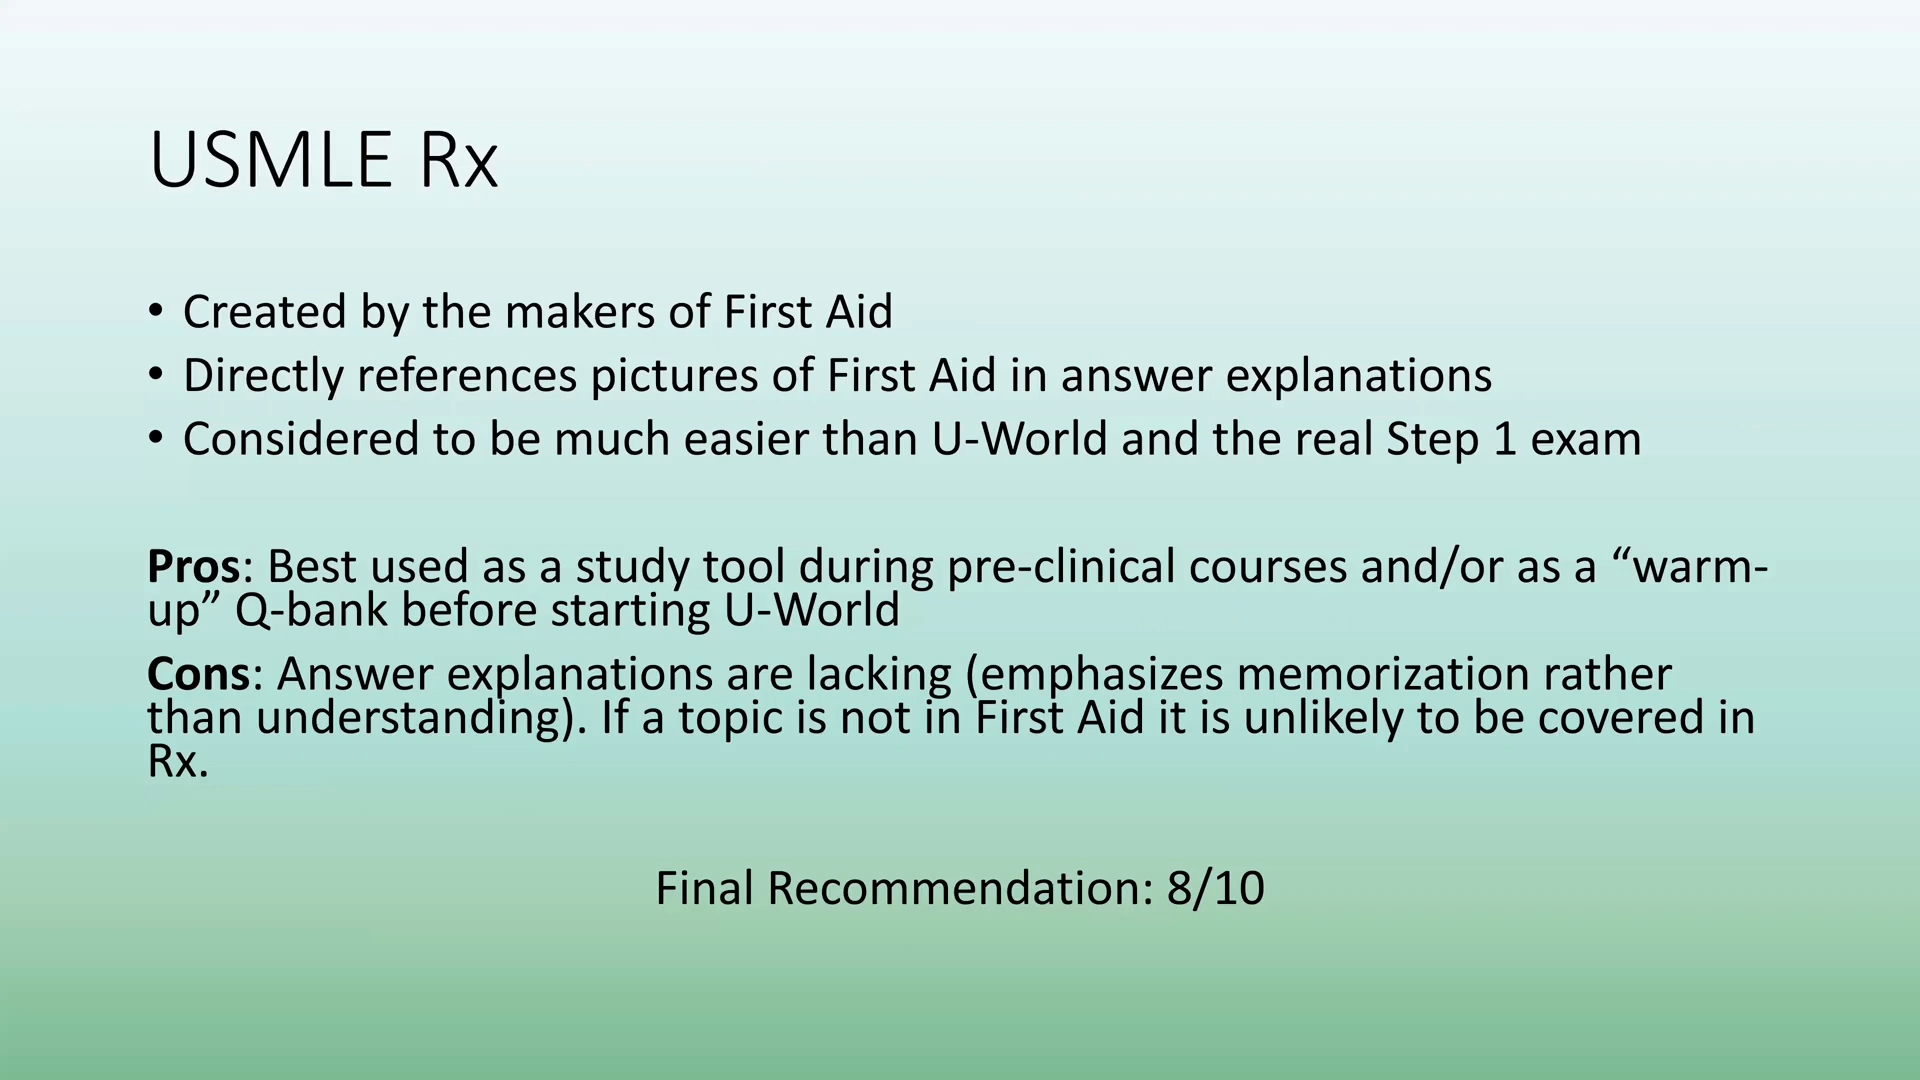 USMLE Rx
• Created by the makers of First Aid
• Directly references pictures of First Aid in answer explanations
• Considered to be much easier than U-World and the real Step 1 exam
Pros: Best used as a study tool during pre-clinical courses and/or as a “warm-
up” Q-bank before starting U-World
Cons: Answer explanations are lacking (emphasizes memorization rather
than understanding). If a topic is not in First Aid it is unlikely to be covered in
Rx.
Final Recommendation: 8/10